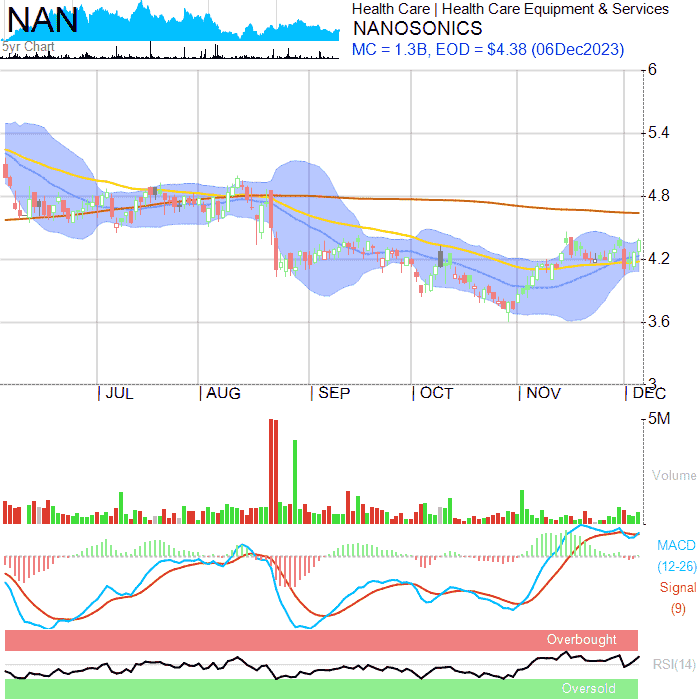 NAN
5yr Chart
Health Care | Health Care Equipment & Services
NANOSONICS
MC = 1.3B, EOD = $4.38 (06Dec2023)
6
5.4
4.8
4.2
3.6
3
JUL
AUG
SEP
OCT
NOV
DEC
5M
Volume
MACD
(12-26)
Signal
(9)
Overbought
RSI(14)
Oversold